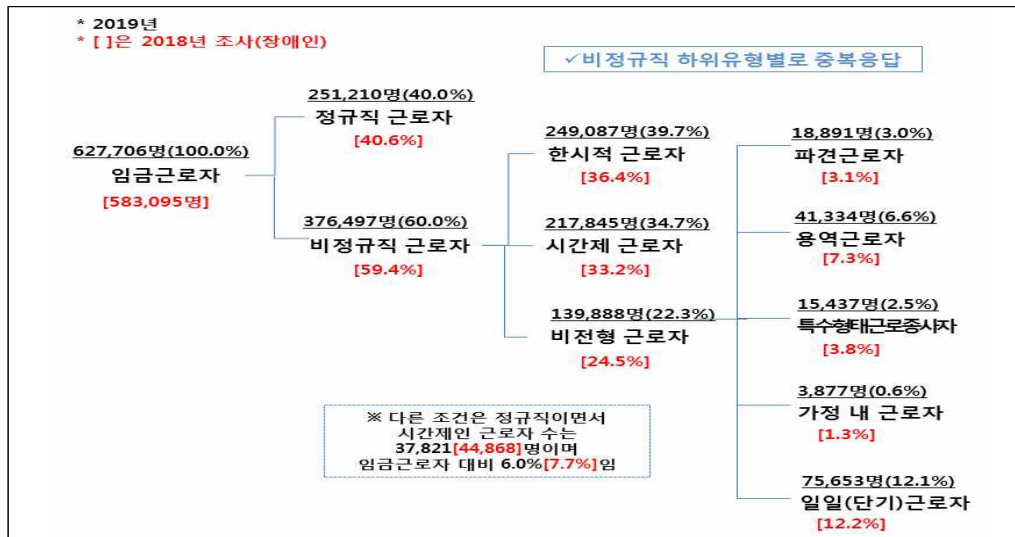 * 2019년
* [ ]은 2018년 조사(장애인)
✓비정규직 하위유형별로 중복응답
627,706명(100.0%)
임금근로자
[583,095명]
251,210명(40.0%)
정규직 근로자
[40.6%]
376,497명(60.0%)
비정규직 근로자
[59.4%]
249,087명(39.7%)
한시적 근로자
[36.4%]
217,845명(34.7%)
시간제 근로자
[33.2%]
139,888명(22.3%)
비전형 근로자
[24.5%]
18,891명(3.0%)
파견근로자
[3.1%]
41,334명(6.6%)
용역근로자
[7.3%]
15,437명(2.5%)
특수형태근로종사자
[3.8%]
3,877명(0.6%)
가정 내 근로자
[1.3%]
75,653명(12.1%)
일일(단기)근로자
[12.2%]
※ 다른 조건은 정규직이면서
시간제인 근로자 수는
37,821[44,868]명이며
임금근로자 대비 6.0%[7.7%]임